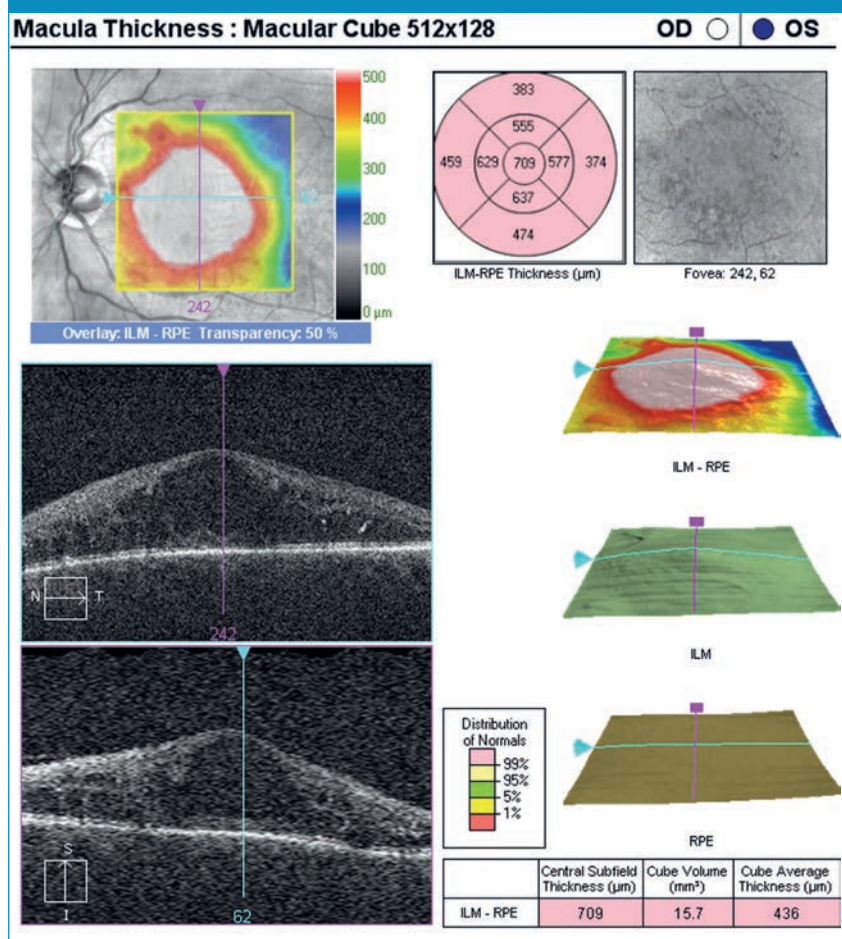 Macula Thickness : Macular Cube 512x128 OD OS
500
400
300
200
100
0 µm
242
Overlay: ILM - RPE Transparency: 50 %
383
555
459 629 709 577 374
637
474
ILM-RPE Thickness (µm)
Fovea: 242, 62
ILM - RPE
N T
242
ILM
S
I
62
Distribution
of Normals
99%
95%
5%
1%
RPE
Central Subfield Thickness (µm) Cube Volume (mm³) Cube Average Thickness (µm)
ILM - RPE 709 15.7 436